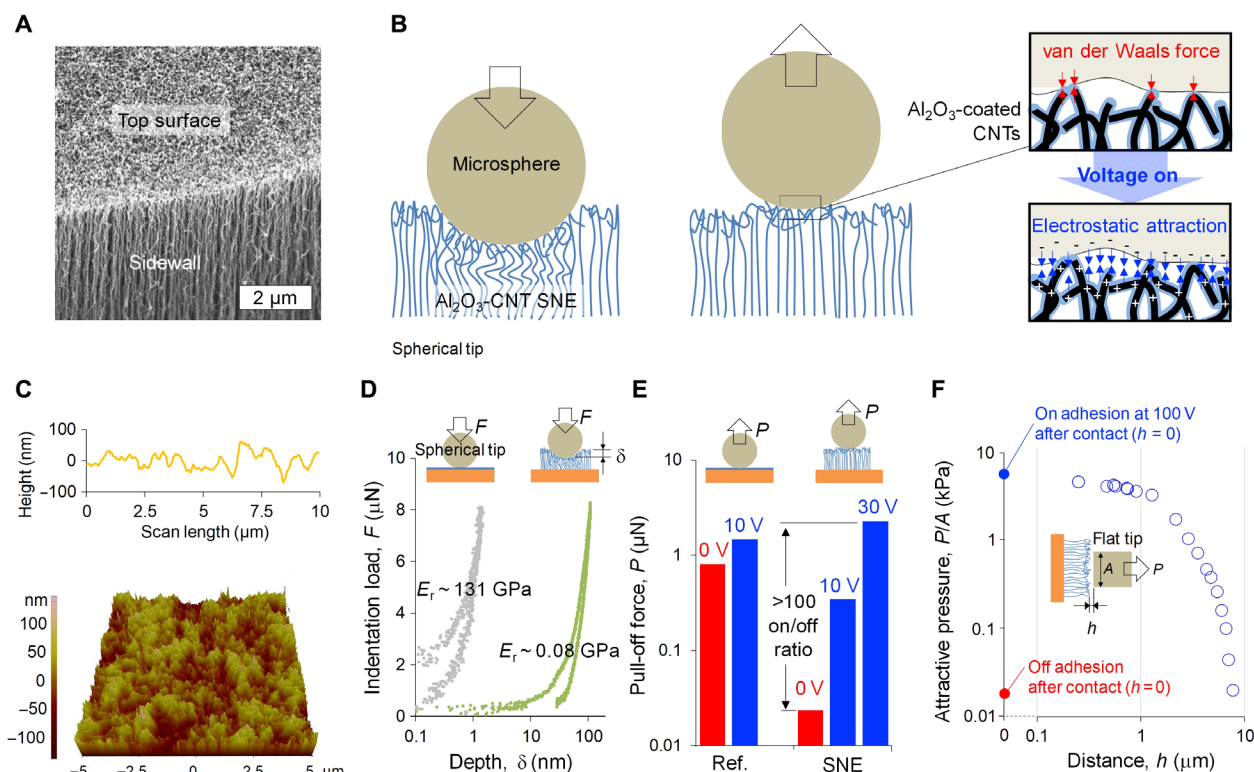 A
Top surface
Sidewall
2 µm
B
Microsphere
Al₂O₃-CNT SNE
Spherical tip
Al₂O₃-coated
CNTs
van der Waals force
Voltage on
Electrostatic attraction
C
Height (nm)
100
0
−100
0
2.5
5.0
7.5
10
Scan length (µm)
nm
100
50
0
−50
−100
−5
−2.5
0
2.5
5
µm
D
F
F
Spherical tip
δ
Indentation load, F (µN)
10
8
6
4
2
0
E_r ~ 131 GPa
E_r ~ 0.08 GPa
0.1
1
10
100
Depth, δ (nm)
E
P
P
Pull-off force, P (µN)
10
1
0.1
0.01
0 V
10 V
>100
on/off
ratio
0 V
10 V
30 V
Ref.
SNE
F
On adhesion at 100 V
after contact (h = 0)
Attractive pressure, P/A (kPa)
10
1
0.1
0.01
Flat tip
A
P
h
Off adhesion
after contact (h = 0)
0
0.1
1
10
Distance, h (µm)